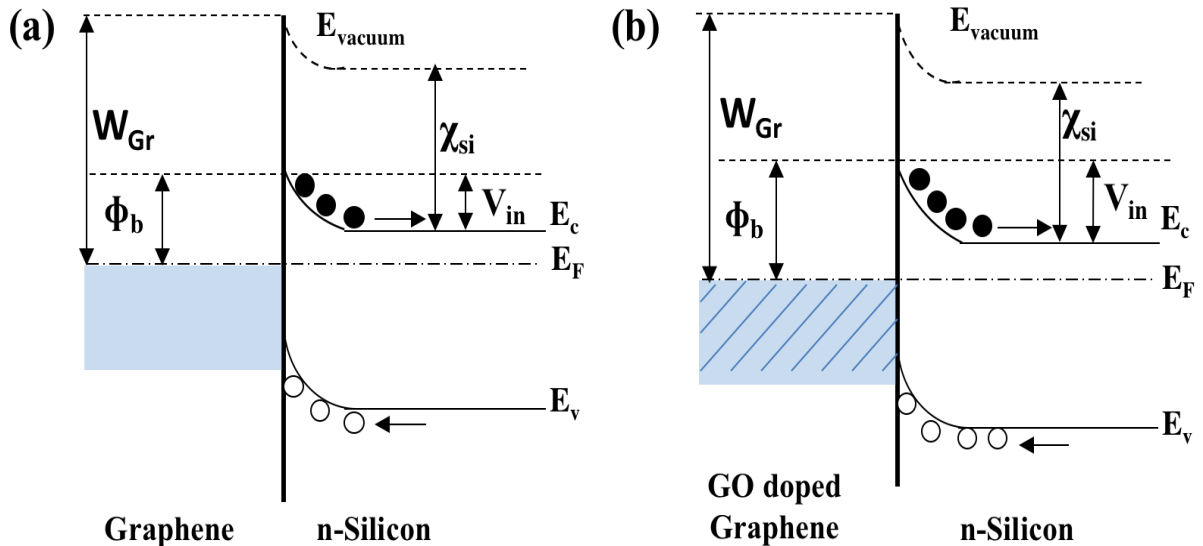 (a)
E_vacuum
W_Gr
χ_si
Φ_b
V_in
E_c
E_F
E_v
Graphene
n-Silicon
(b)
E_vacuum
W_Gr
χ_si
Φ_b
V_in
E_c
E_F
E_v
GO doped
Graphene
n-Silicon